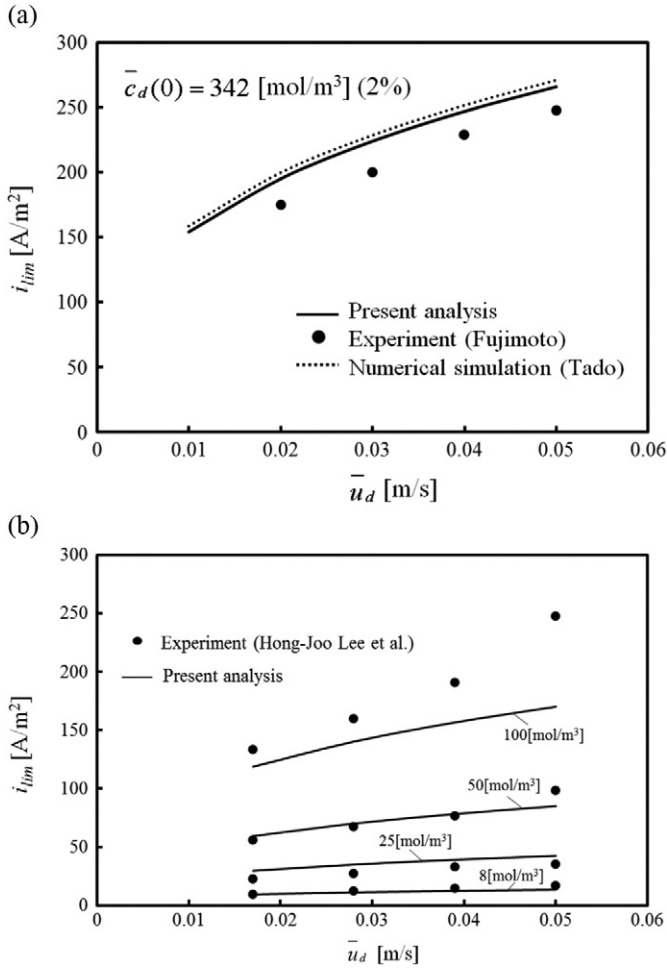 (a)
300
250
200
150
100
50
0
i_lim [A/m²]
c̄_d(0) = 342 [mol/m³] (2%)
Present analysis
Experiment (Fujimoto)
Numerical simulation (Tado)
0 0.01 0.02 0.03 0.04 0.05 0.06
ū_d [m/s]
(b)
300
250
200
150
100
50
0
i_lim [A/m²]
Experiment (Hong-Joo Lee et al.)
Present analysis
100[mol/m³]
50[mol/m³]
25[mol/m³]
8[mol/m³]
0 0.01 0.02 0.03 0.04 0.05 0.06
ū_d [m/s]